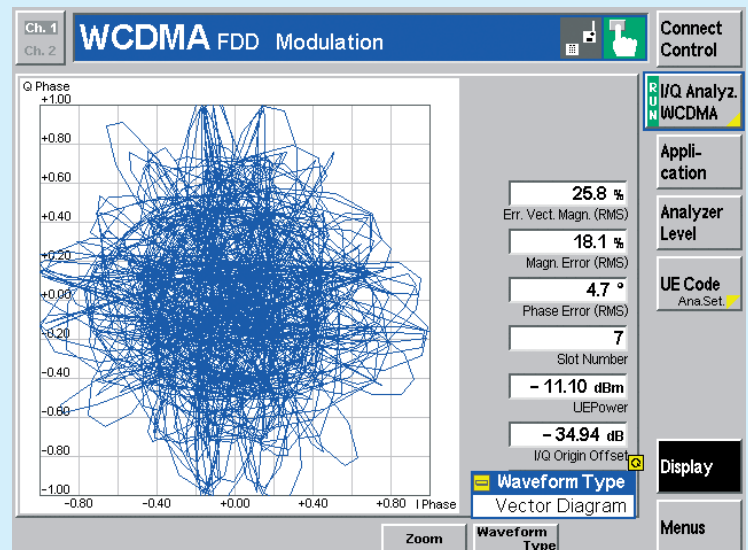 Ch. 1
Ch. 2
WCDMA FDD Modulation
Connect
Control
RUN
I/Q Analyz.
WCDMA
Appli-
cation
Analyzer
Level
UE Code
Ana.Set.
Display
Menus
Q Phase
+1.00
+0.80
+0.60
+0.40
+0.20
+0.00
-0.20
-0.40
-0.60
-0.80
-1.00
-0.80
-0.40
+0.00
+0.40
+0.80
I Phase
25.8 %
Err. Vect. Magn. (RMS)
18.1 %
Magn. Error (RMS)
4.7 °
Phase Error (RMS)
7
Slot Number
– 11.10 dBm
UEPower
– 34.94 dB
I/Q Origin Offset
Q
Waveform Type
Vector Diagram
Zoom
Waveform
Type